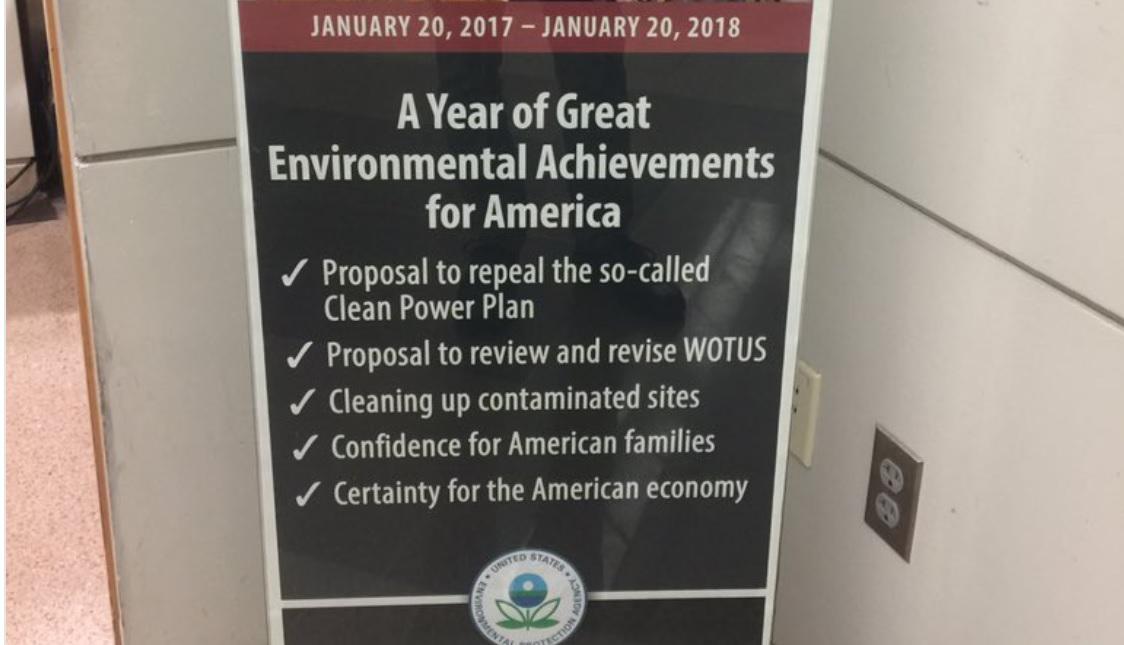 JANUARY 20, 2017 – JANUARY 20, 2018
A Year of Great
Environmental Achievements
for America
✓ Proposal to repeal the so-called
Clean Power Plan
✓ Proposal to review and revise WOTUS
✓ Cleaning up contaminated sites
✓ Confidence for American families
✓ Certainty for the American economy
UNITED STATES
ENVIRONMENTAL PROTECTION AGENCY